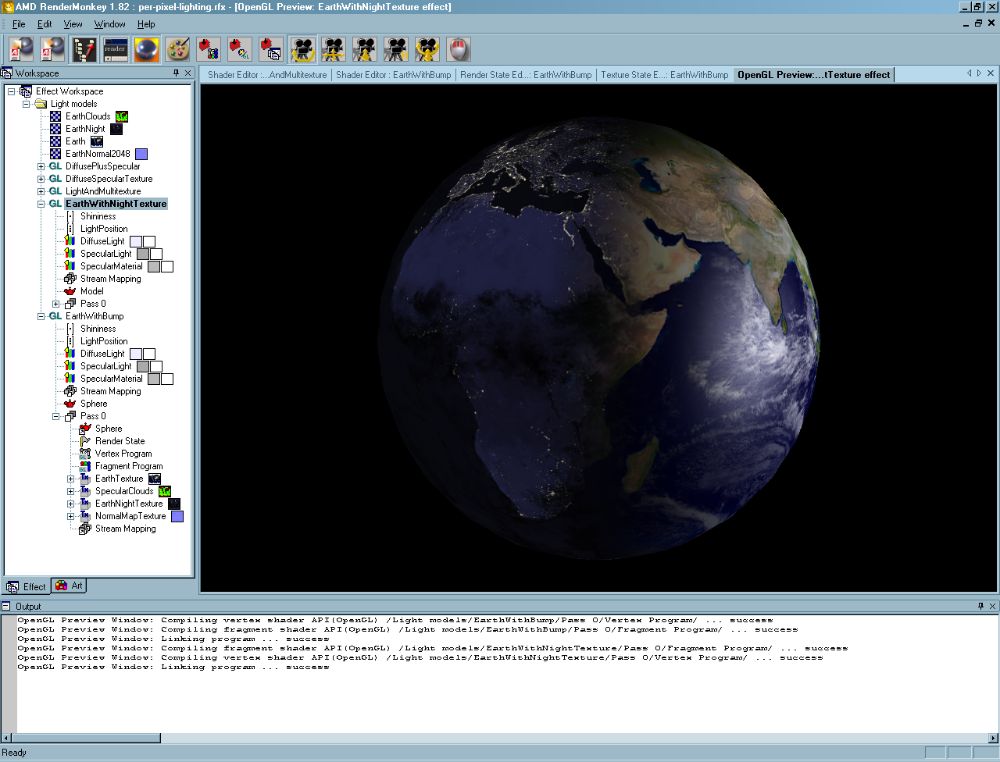 AMD RenderMonkey 1.82 : per-pixel-lighting.rfx - [OpenGL Preview: EarthWithNightTexture effect]
File Edit View Window Help
render
Workspace
Shader Editor :...AndMultitexture Shader Editor : EarthWithBump Render State Ed...: EarthWithBump Texture State E...: EarthWithBump OpenGL Preview:...tTexture effect
Effect Workspace
Light models
EarthClouds
EarthNight
Earth
EarthNormal2048
GL DiffusePlusSpecular
GL DiffuseSpecularTexture
GL LightAndMultitexture
GL EarthWithNightTexture
Shininess
LightPosition
DiffuseLight
SpecularLight
SpecularMaterial
Stream Mapping
Model
Pass 0
GL EarthWithBump
Shininess
LightPosition
DiffuseLight
SpecularLight
SpecularMaterial
Stream Mapping
Sphere
Pass 0
Sphere
Render State
Vertex Program
Fragment Program
EarthTexture
SpecularClouds
EarthNightTexture
NormalMapTexture
Stream Mapping
Effect Art
Output
OpenGL Preview Window: Compiling vertex shader API(OpenGL) /Light models/EarthWithBump/Pass 0/Vertex Program/ ... success
OpenGL Preview Window: Compiling fragment shader API(OpenGL) /Light models/EarthWithBump/Pass 0/Fragment Program/ ... success
OpenGL Preview Window: Linking program ... success
OpenGL Preview Window: Compiling fragment shader API(OpenGL) /Light models/EarthWithNightTexture/Pass 0/Fragment Program/ ... success
OpenGL Preview Window: Compiling vertex shader API(OpenGL) /Light models/EarthWithNightTexture/Pass 0/Vertex Program/ ... success
OpenGL Preview Window: Linking program ... success
Ready